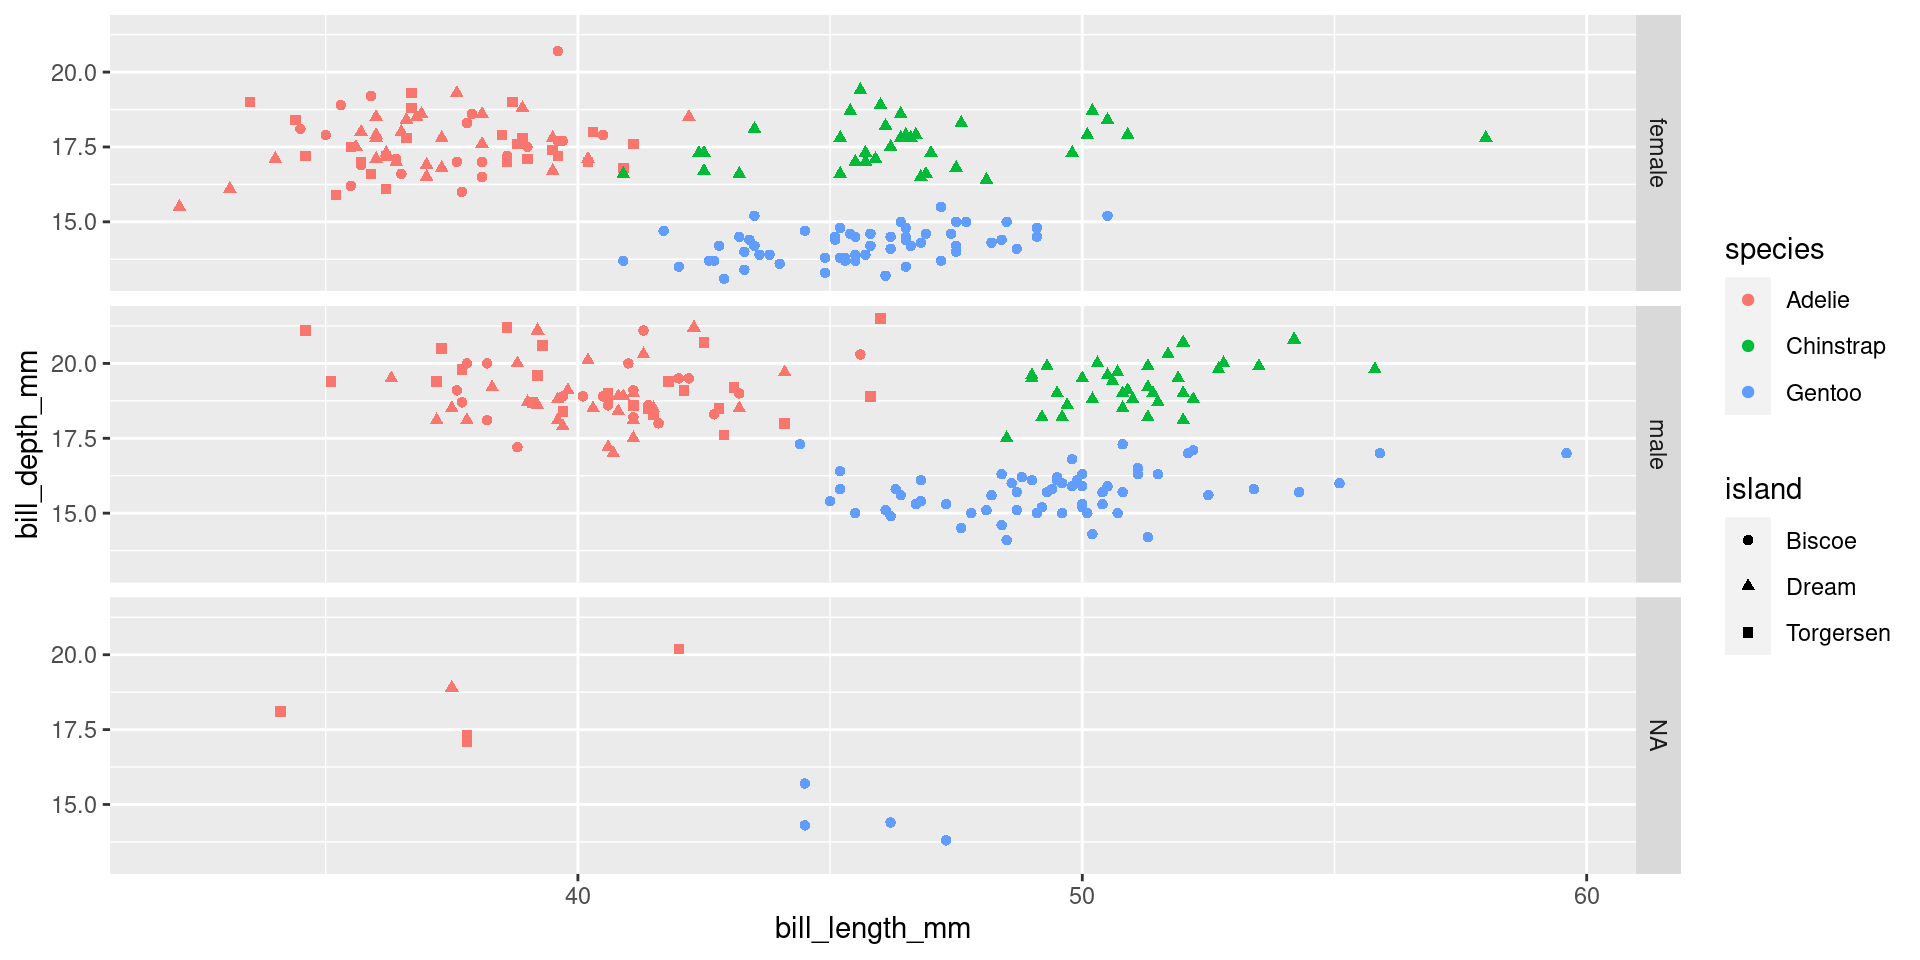 20.0
17.5
15.0
female
20.0
17.5
15.0
male
20.0
17.5
15.0
NA
40
50
60
bill_length_mm
bill_depth_mm
species
Adelie
Chinstrap
Gentoo
island
Biscoe
Dream
Torgersen